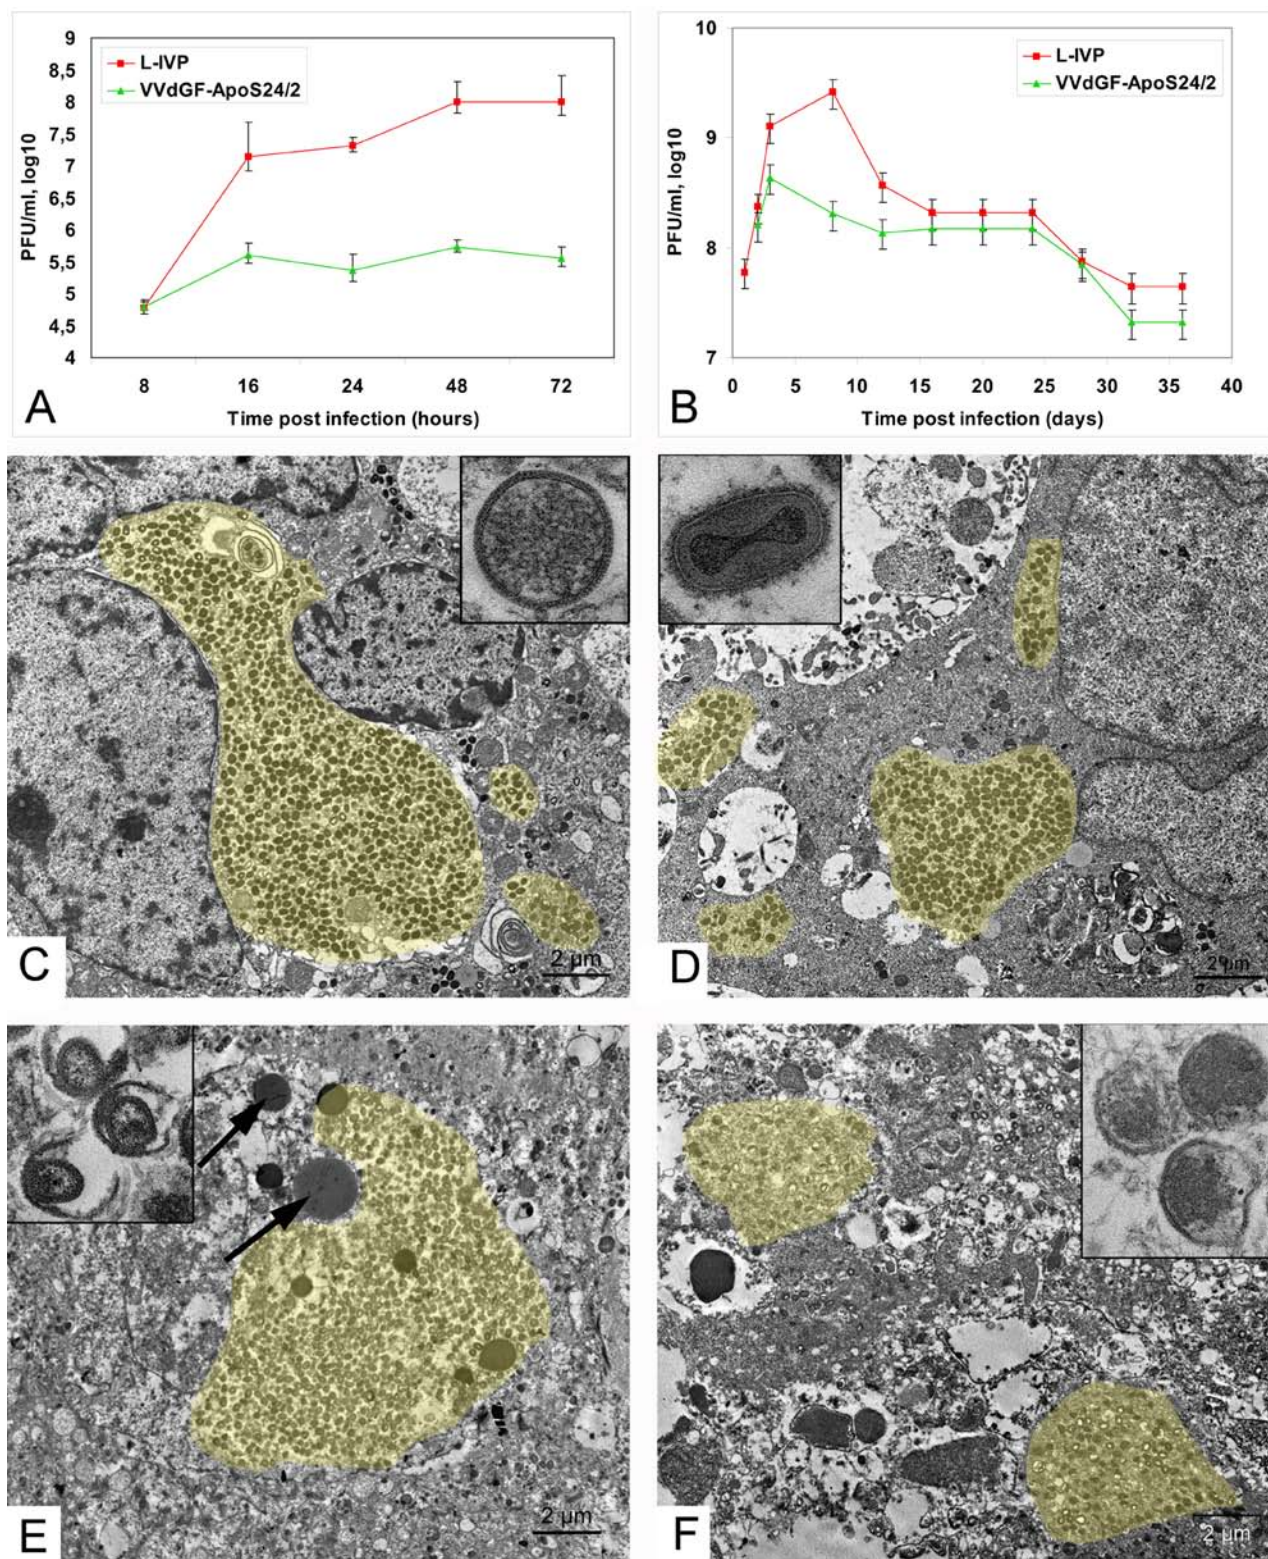 9
8,5
8
7,5
7
6,5
6
5,5
5
4,5
4
PFU/ml, log10
L-IVP
VVdGF-ApoS24/2
8 16 24 48 72
Time post infection (hours)
A
10
9
8
7
PFU/ml, log10
L-IVP
VVdGF-ApoS24/2
0 5 10 15 20 25 30 35 40
Time post infection (days)
B
C
2 µm
D
2 µm
E
2 µm
F
2 µm